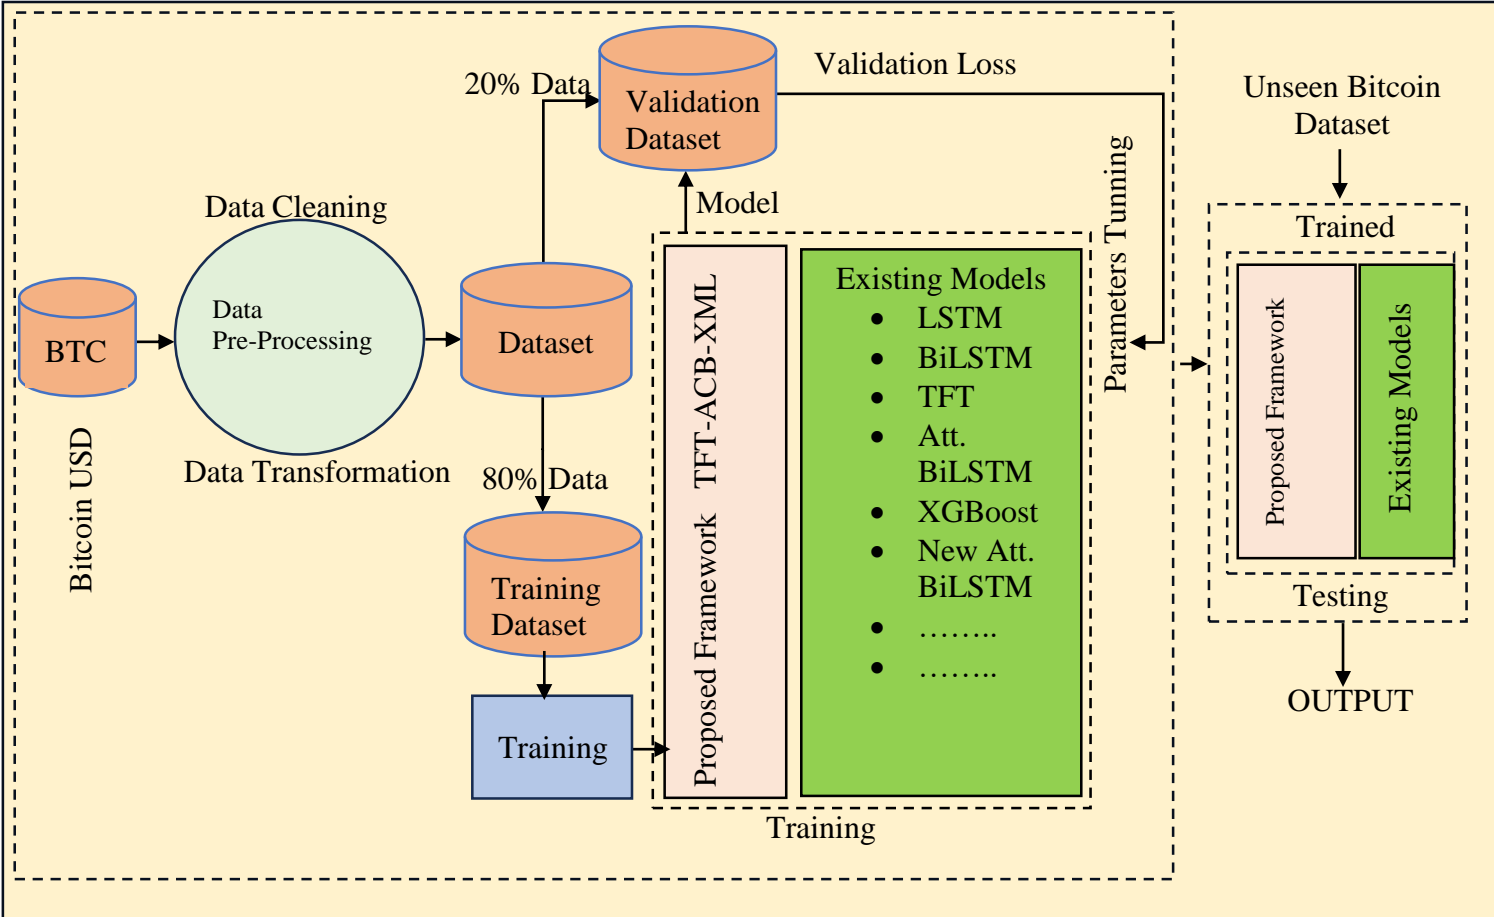 20% Data
Validation
Dataset
Validation Loss
Unseen Bitcoin
Dataset
Data Cleaning
Data
Pre-Processing
Data Transformation
BTC
Bitcoin USD
Dataset
80% Data
Training
Dataset
Training
Model
Proposed Framework TFT-ACB-XML
Existing Models
• LSTM
• BiLSTM
• TFT
• Att.
BiLSTM
• XGBoost
• New Att.
BiLSTM
• ……..
• ……..
Training
Parameters Tunning
Trained
Proposed Framework
Existing Models
Testing
OUTPUT